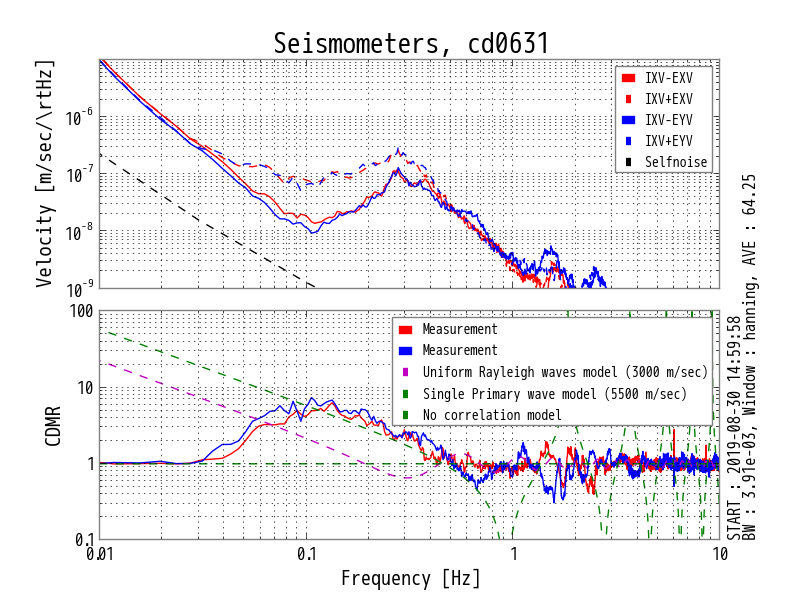 Seismometers, cd0631
Velocity [m/sec/\rtHz]
10-6
10-7
10-8
10-9
IXV-EXV
IXV+EXV
IXV-EYV
IXV+EYV
Selfnoise
CDMR
100
10
1
0.1
Measurement
Measurement
Uniform Rayleigh waves model (3000 m/sec)
Single Primary wave model (5500 m/sec)
No correlation model
0.01
0.1
1
10
Frequency [Hz]
START : 2019-08-30 14:59:58
BW : 3.91e-03, Window : hanning, AVE : 64.25